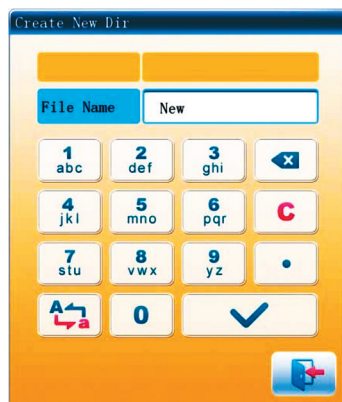 Create New Dir
File Name New
1 2 3
abc def ghi
4 5 6 C
jkl mno pqr
7 8 9
stu vwx yz
A a 0